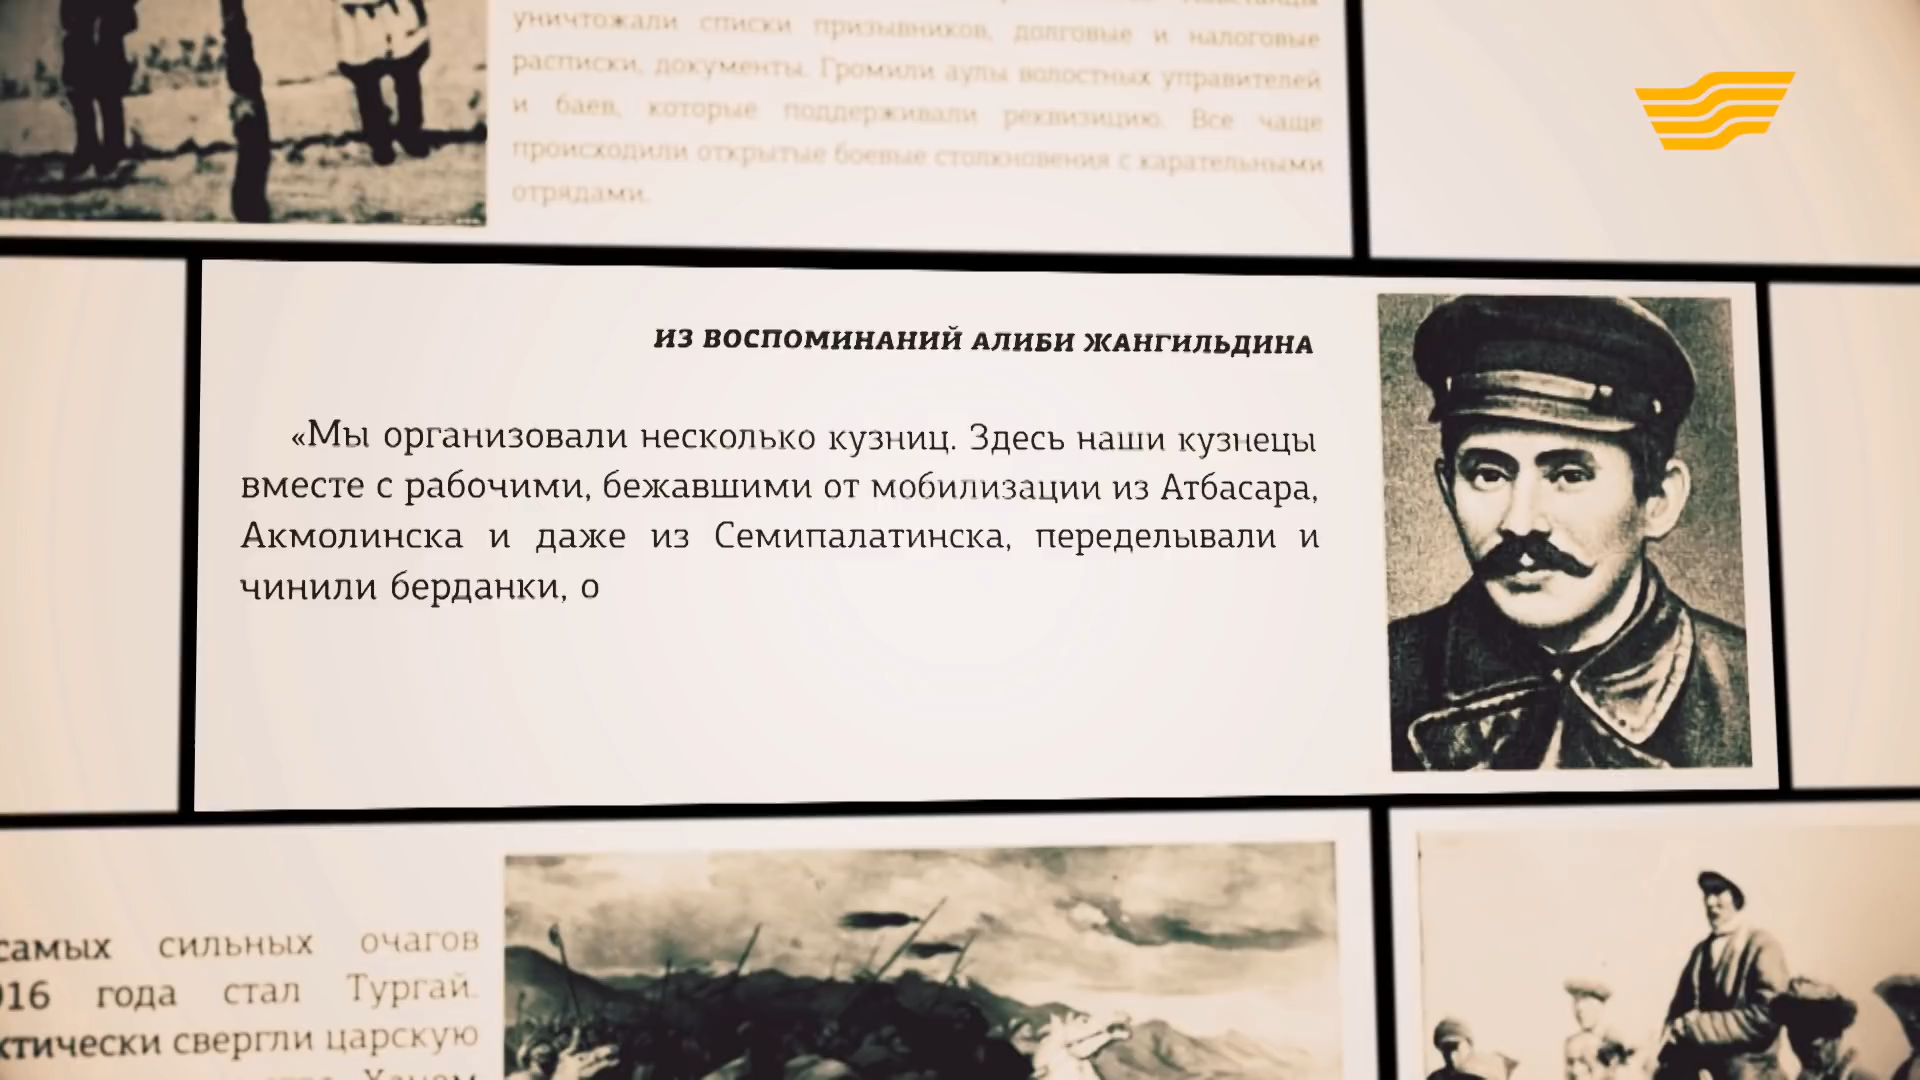 уничтожали списки призывников, долговые и налоговые
расписки, документы. Громили аулы волостных управителей
и баев, которые поддерживали реквизицию. Все чаще
происходили открытые боевые столкновения с карательными
отрядами.
ИЗ ВОСПОМИНАНИЙ АЛИБИ ЖАНГИЛЬДИНА
«Мы организовали несколько кузниц. Здесь наши кузнецы
вместе с рабочими, бежавшими от мобилизации из Атбасара,
Акмолинска и даже из Семипалатинска, переделывали и
чинили берданки, о
самых сильных очагов
16 года стал Тургай.
ктически свергли царскую